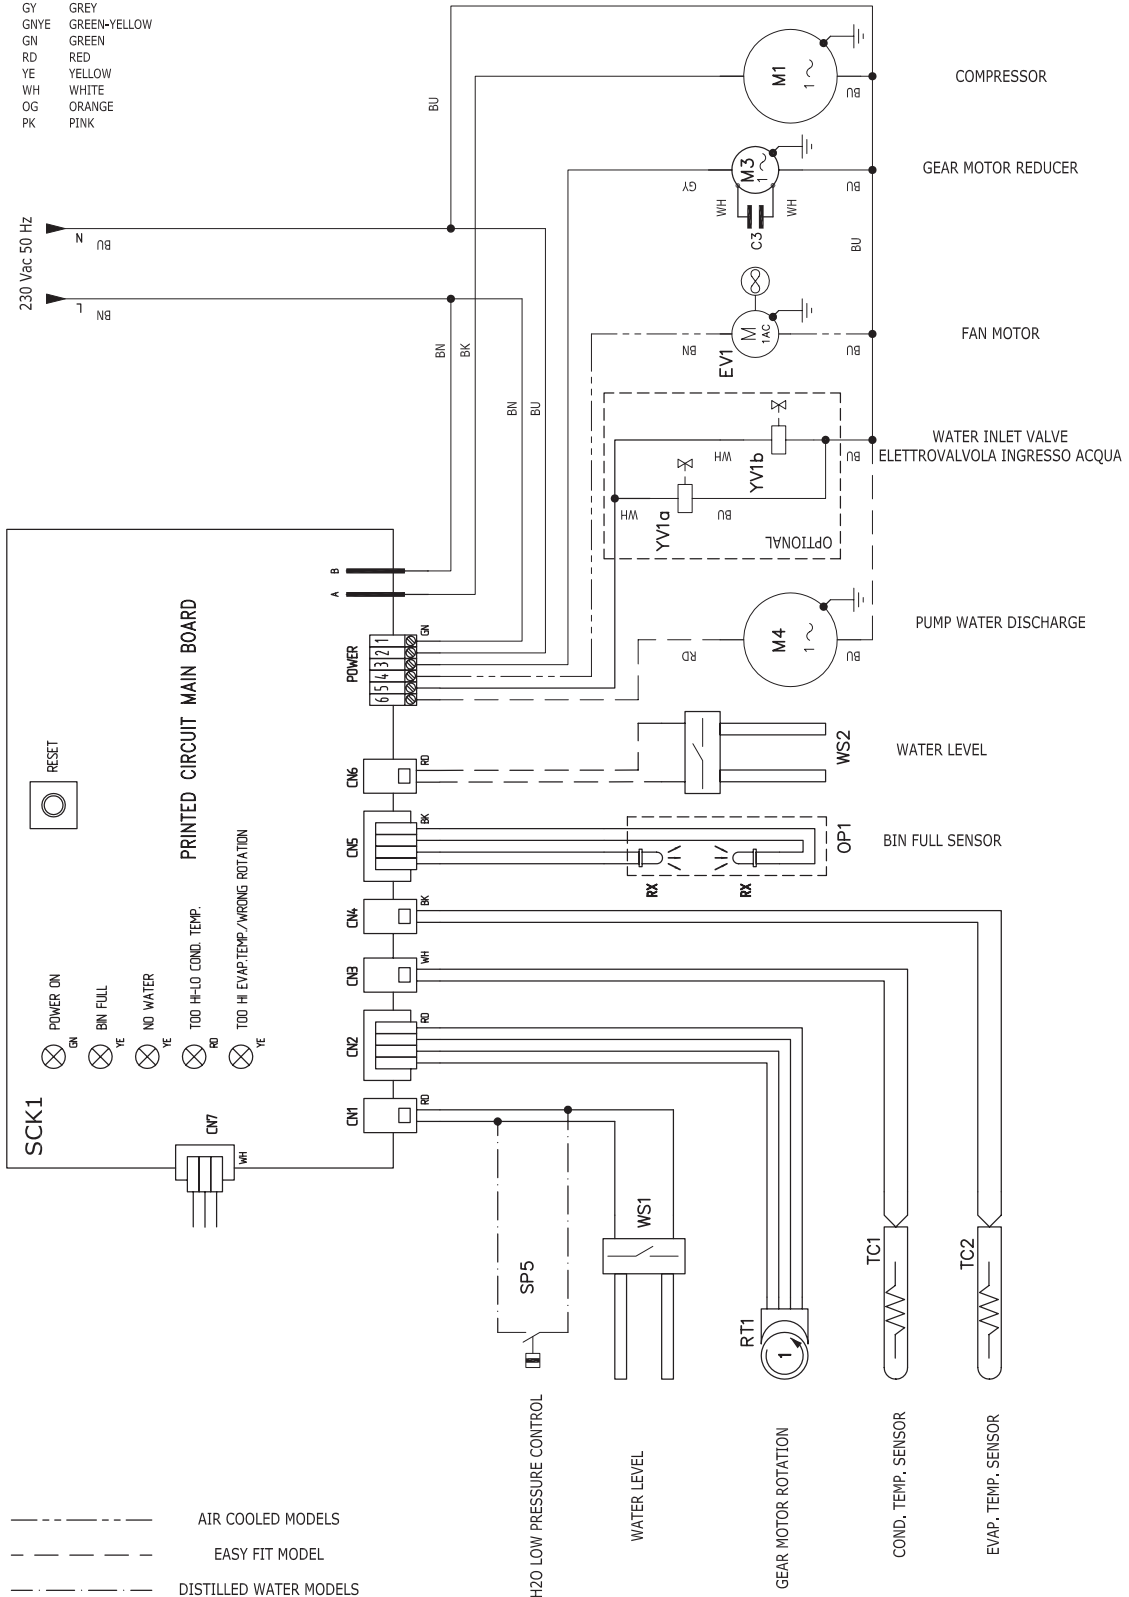 GY GREY
GNYE GREEN-YELLOW
GN GREEN
RD RED
YE YELLOW
WH WHITE
OG ORANGE
PK PINK
230 Vac 50 Hz
N
BU
L
BN
BU
BN
BK
BN
BU
M1
1 ~
BU
COMPRESSOR
GY
M3
1 ~
BU
WH
WH
C3
BU
GEAR MOTOR REDUCER
BN
M
1AC
EV1
BU
FAN MOTOR
WH
YV1b
BU
WH
YV1a
BU
OPTIONAL
WATER INLET VALVE
ELETTROVALVOLA INGRESSO ACQUA
RD
M4
1 ~
BU
PUMP WATER DISCHARGE
WS2
WATER LEVEL
RX
RX
OP1
BIN FULL SENSOR
B
A
POWER
1
2
3
4
5
6
GN
PRINTED CIRCUIT MAIN BOARD
RESET
CN6
RD
CN5
BK
CN4
BK
CN3
WH
CN2
RD
CN1
RD
POWER ON
GN
BIN FULL
YE
NO WATER
YE
TOO HI-LO COND. TEMP.
RD
TOO HI EVAP.TEMP./WRONG ROTATION
YE
SCK1
CN7
WH
SP5
H2O LOW PRESSURE CONTROL
WS1
WATER LEVEL
RT1
1
GEAR MOTOR ROTATION
TC1
COND. TEMP. SENSOR
TC2
EVAP. TEMP. SENSOR
AIR COOLED MODELS
EASY FIT MODEL
DISTILLED WATER MODELS